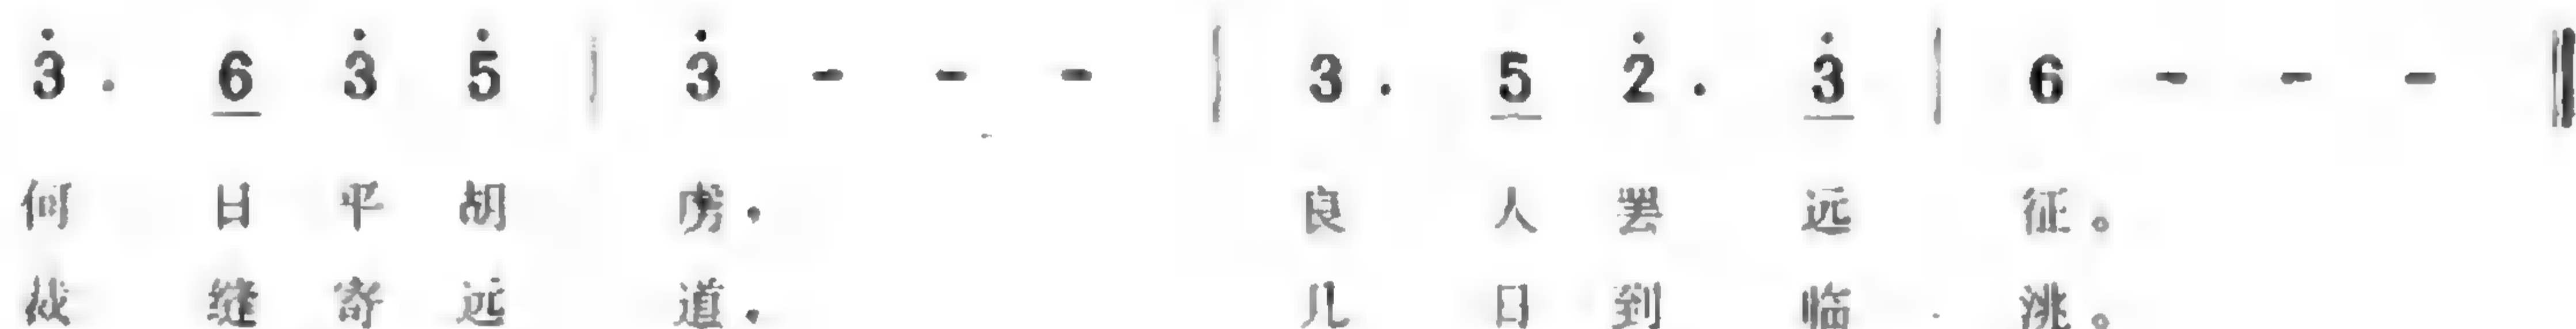 3̇. 6̲ 3̇ 5̇ | 3̇ - - - | 3. 5̲ 2̇. 3̲̇ | 6 - - - ‖
何 日 平 胡 虏. 良 人 罢 远 征。
裁 缝 寄 远 道. 几 日 到 临 洮。